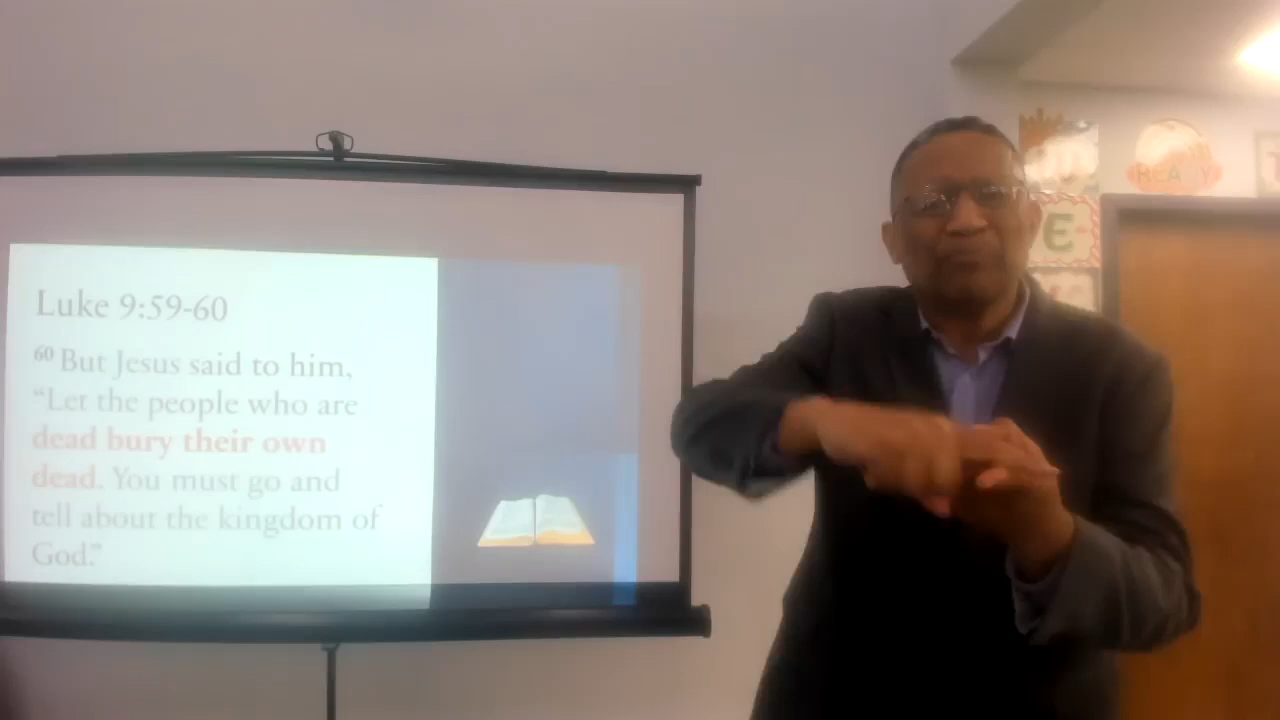 Luke 9:59-60
60 But Jesus said to him,
“Let the people who are
dead bury their own
dead. You must go and
tell about the kingdom of
God.”
READY
E